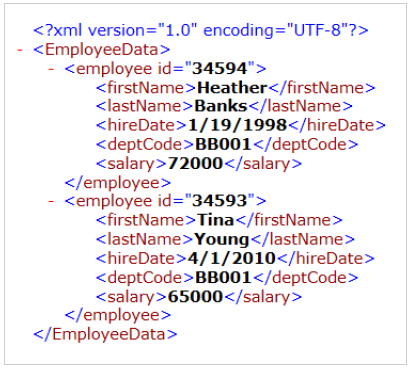 <?xml version="1.0" encoding="UTF-8"?>
- <EmployeeData>
- <employee id="34594">
<firstName>Heather</firstName>
<lastName>Banks</lastName>
<hireDate>1/19/1998</hireDate>
<deptCode>BB001</deptCode>
<salary>72000</salary>
</employee>
- <employee id="34593">
<firstName>Tina</firstName>
<lastName>Young</lastName>
<hireDate>4/1/2010</hireDate>
<deptCode>BB001</deptCode>
<salary>65000</salary>
</employee>
</EmployeeData>